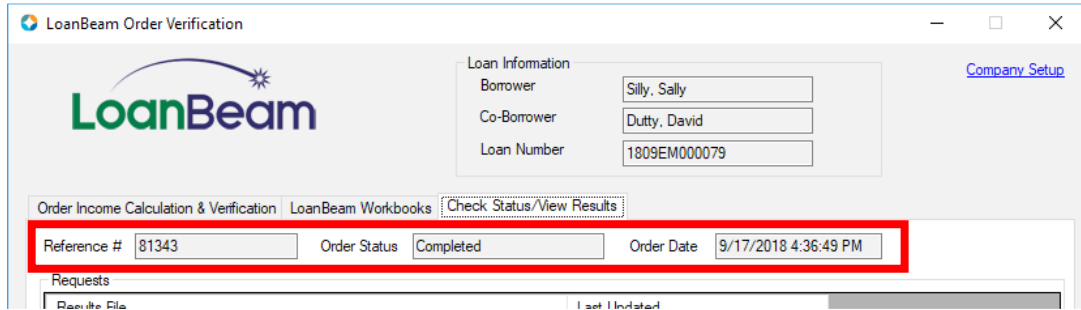 LoanBeam Order Verification
LoanBeam
Loan Information
Company Setup
Borrower Silly, Sally
Co-Borrower Dutty, David
Loan Number 1809EM000079
Order Income Calculation & Verification LoanBeam Workbooks Check Status/View Results
Reference # 81343 Order Status Completed Order Date 9/17/2018 4:36:49 PM
Requests
Results File Last Updated